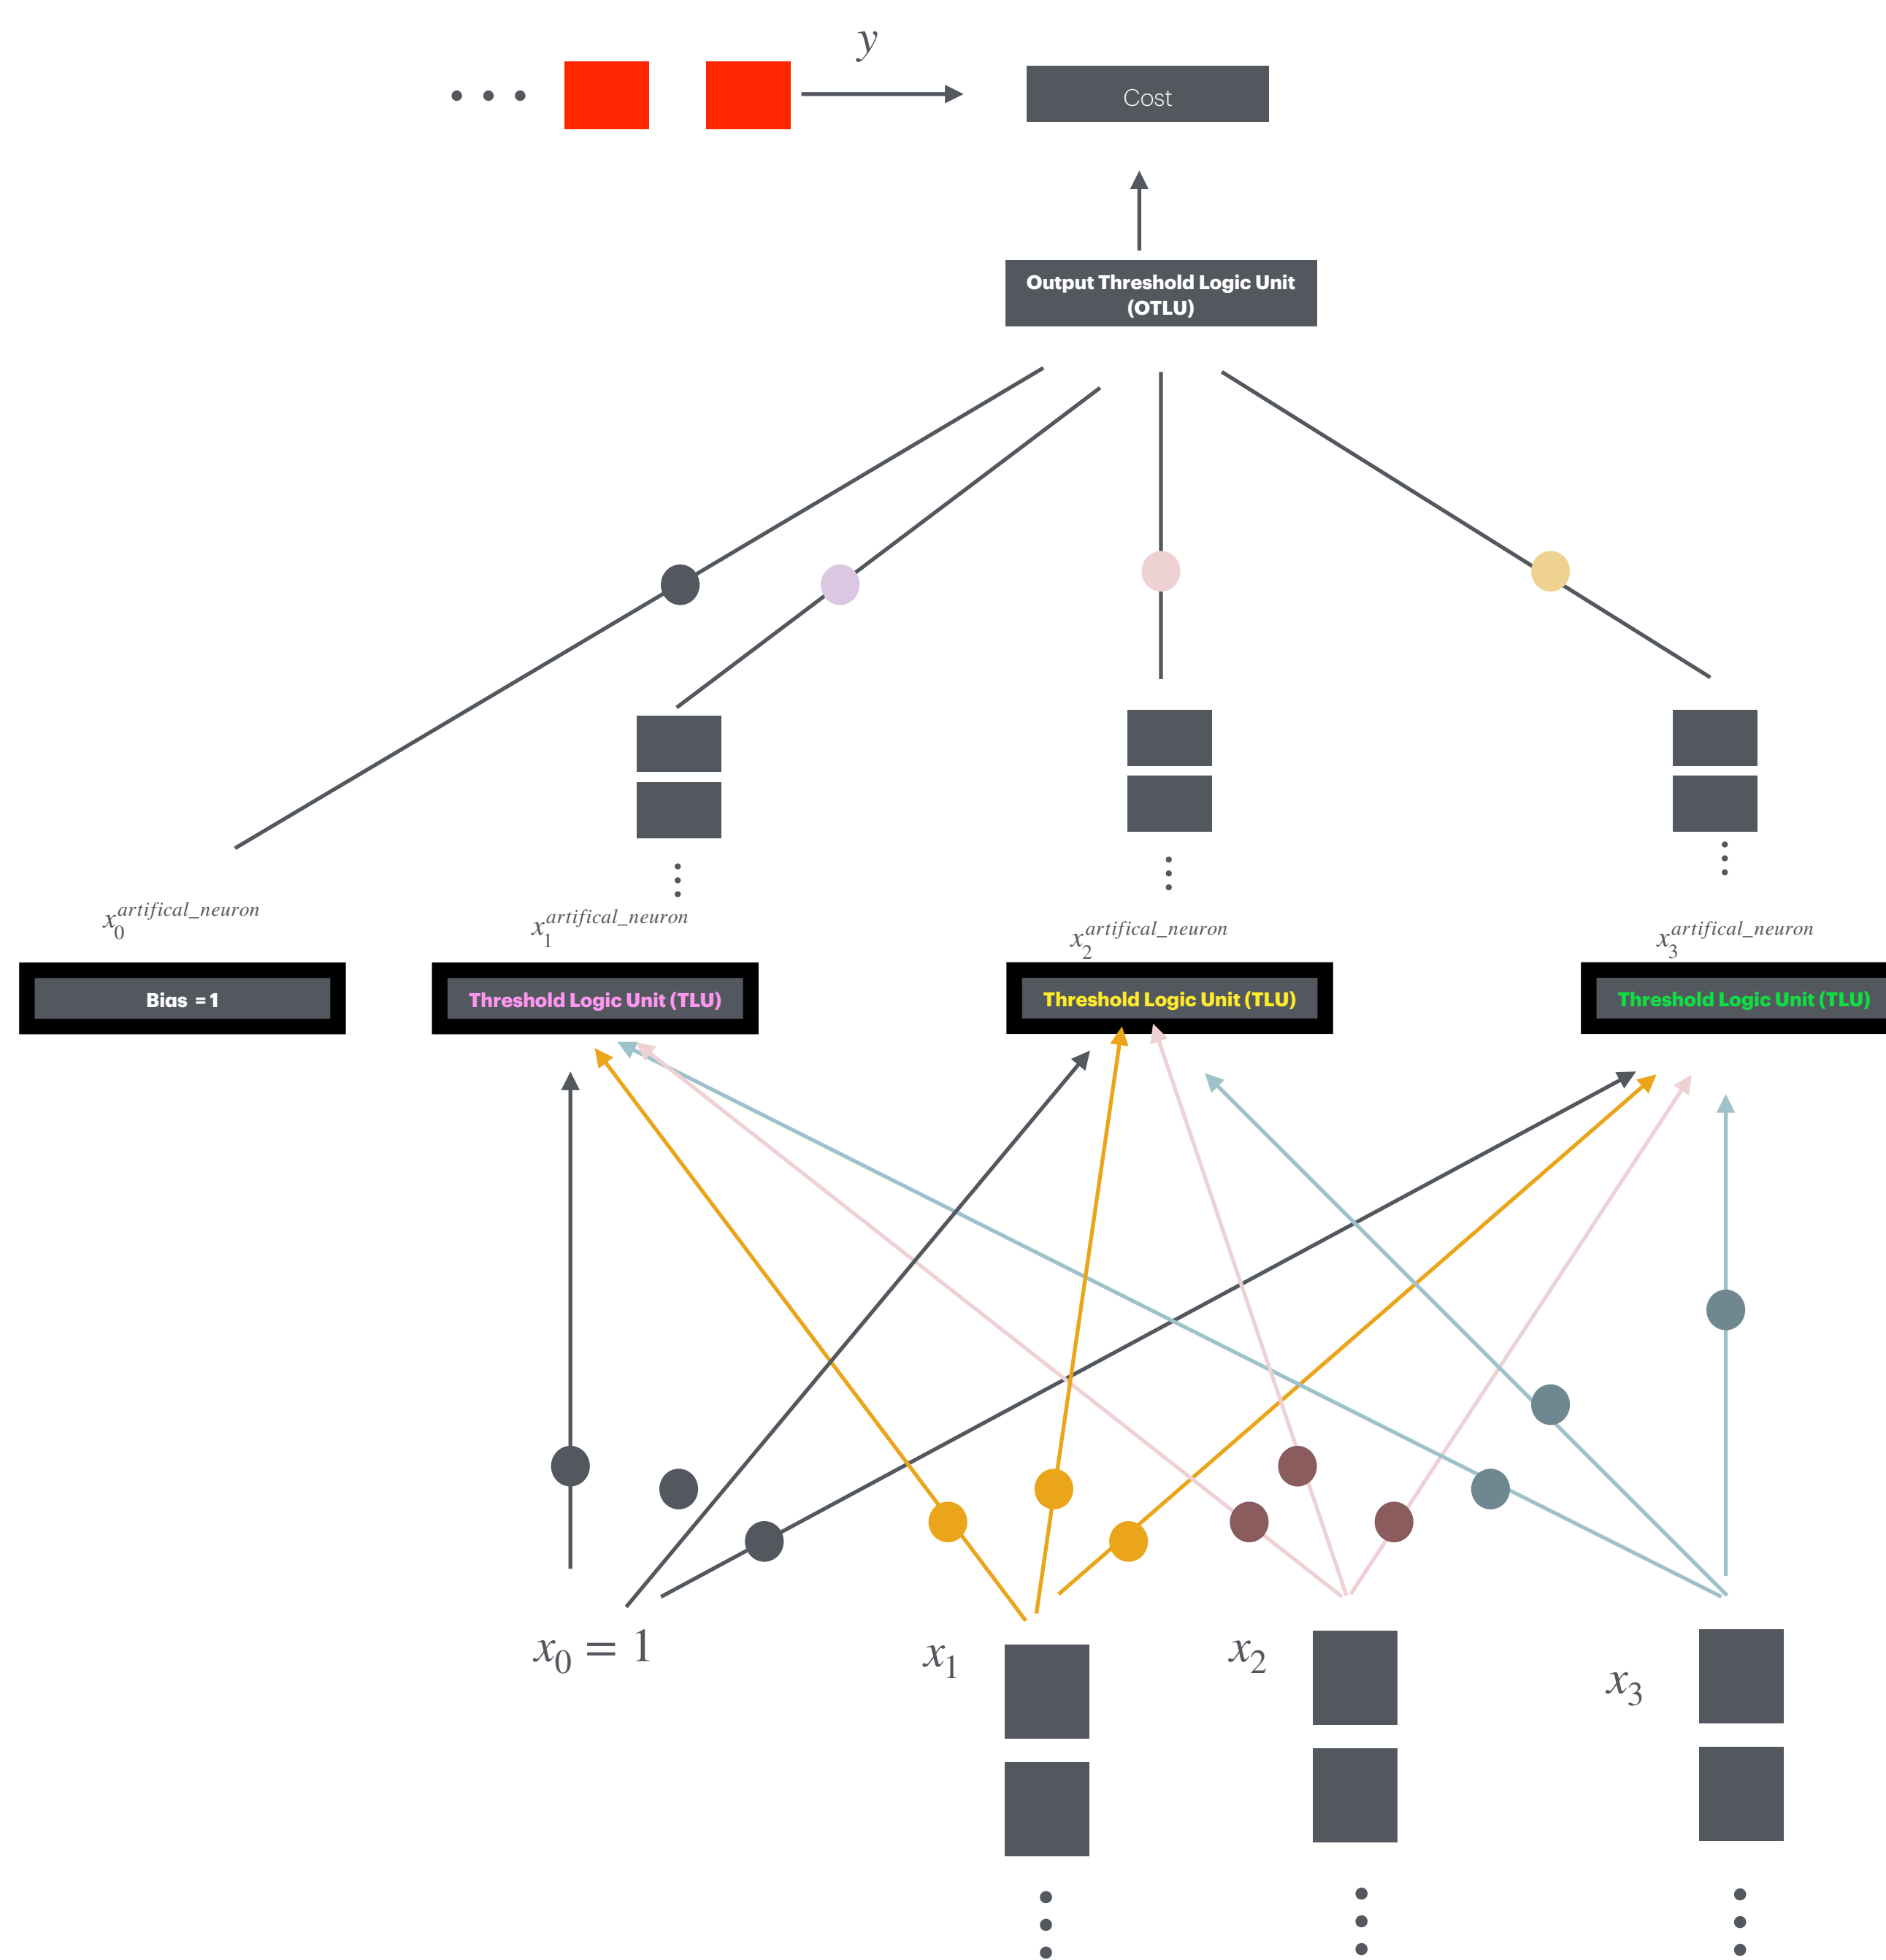 y
Cost
Output Threshold Logic Unit
(OTLU)
x_0^{artifical_neuron}
x_1^{artifical_neuron}
x_2^{artifical_neuron}
x_3^{artifical_neuron}
Bias = 1
Threshold Logic Unit (TLU)
Threshold Logic Unit (TLU)
Threshold Logic Unit (TLU)
x_0 = 1
x_1
x_2
x_3